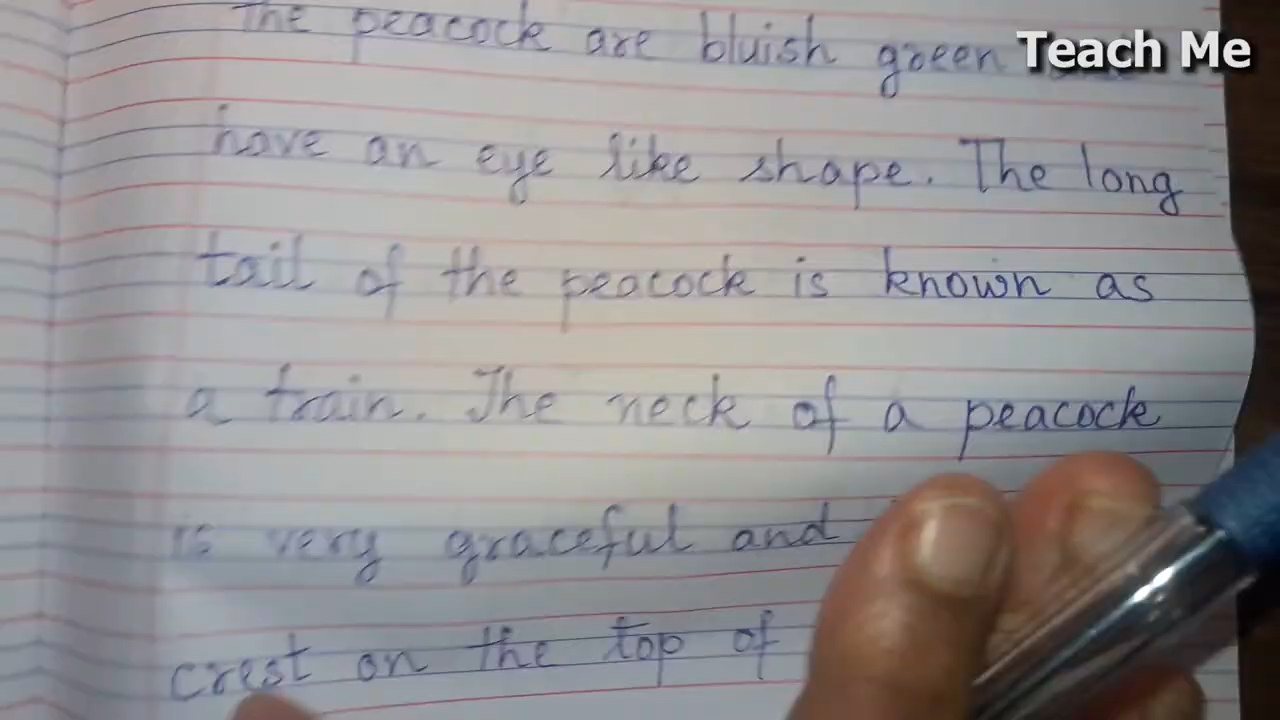 Teach Me
The peacock are bluish green
have an eye like shape. The long
tail of the peacock is known as
a train. The neck of a peacock
is very graceful and
crest on the top of